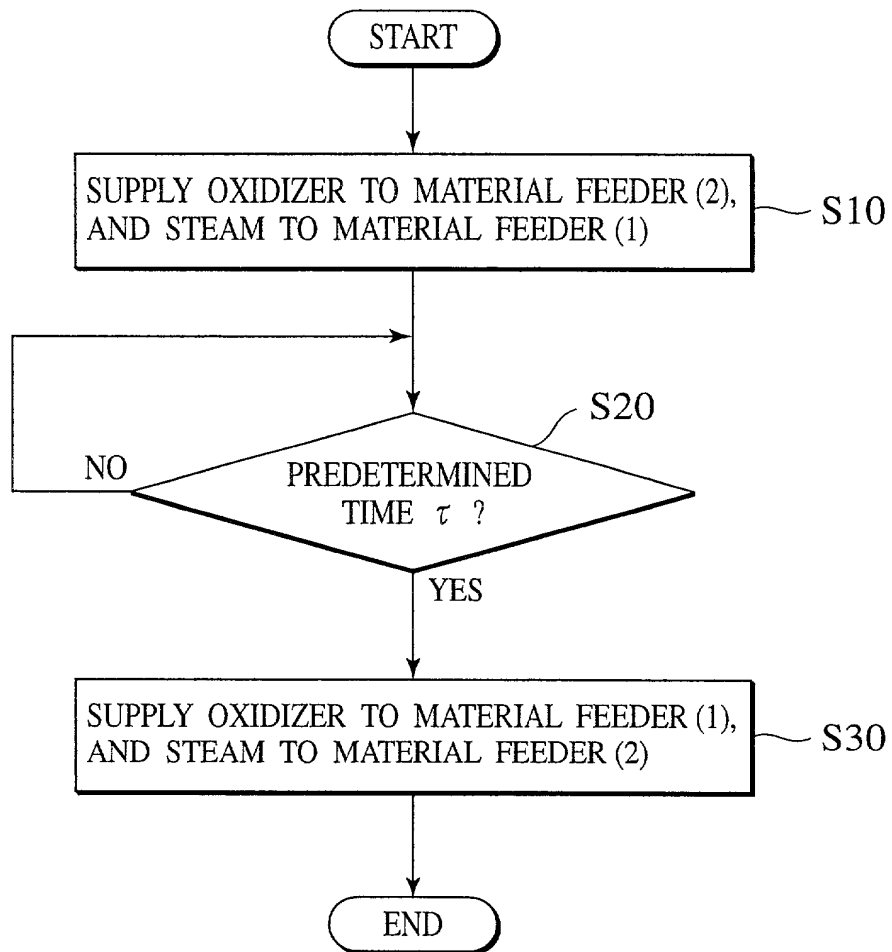 START
SUPPLY OXIDIZER TO MATERIAL FEEDER (2),
AND STEAM TO MATERIAL FEEDER (1)
S10
S20
NO
PREDETERMINED
TIME τ ?
YES
SUPPLY OXIDIZER TO MATERIAL FEEDER (1),
AND STEAM TO MATERIAL FEEDER (2)
S30
END